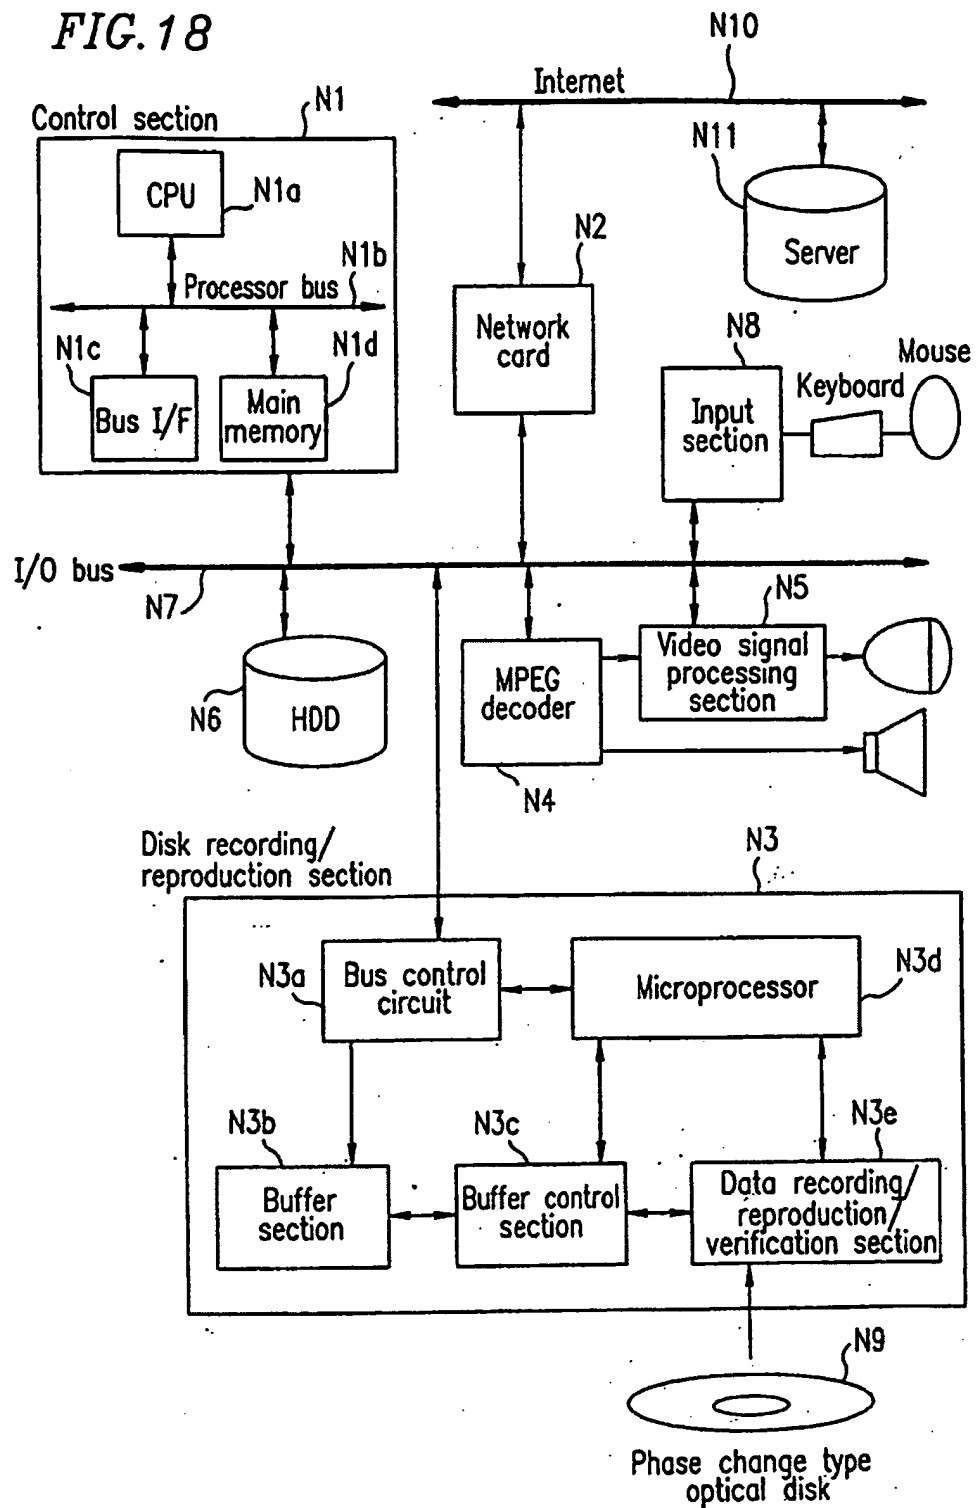 FIG.18
N10
Internet
N1
Control section
N11
CPU
N1a
Server
N2
N1b
Processor bus
Network
card
N8
Mouse
Keyboard
N1c
N1d
Bus I/F
Main
memory
Input
section
I/O bus
N7
N5
Video signal
processing
section
MPEG
decoder
N6
HDD
N4
Disk recording/
reproduction section
N3
N3a
Bus control
circuit
Microprocessor
N3d
N3b
N3c
N3e
Buffer
section
Buffer control
section
Data recording/
reproduction/
verification section
N9
Phase change type
optical disk